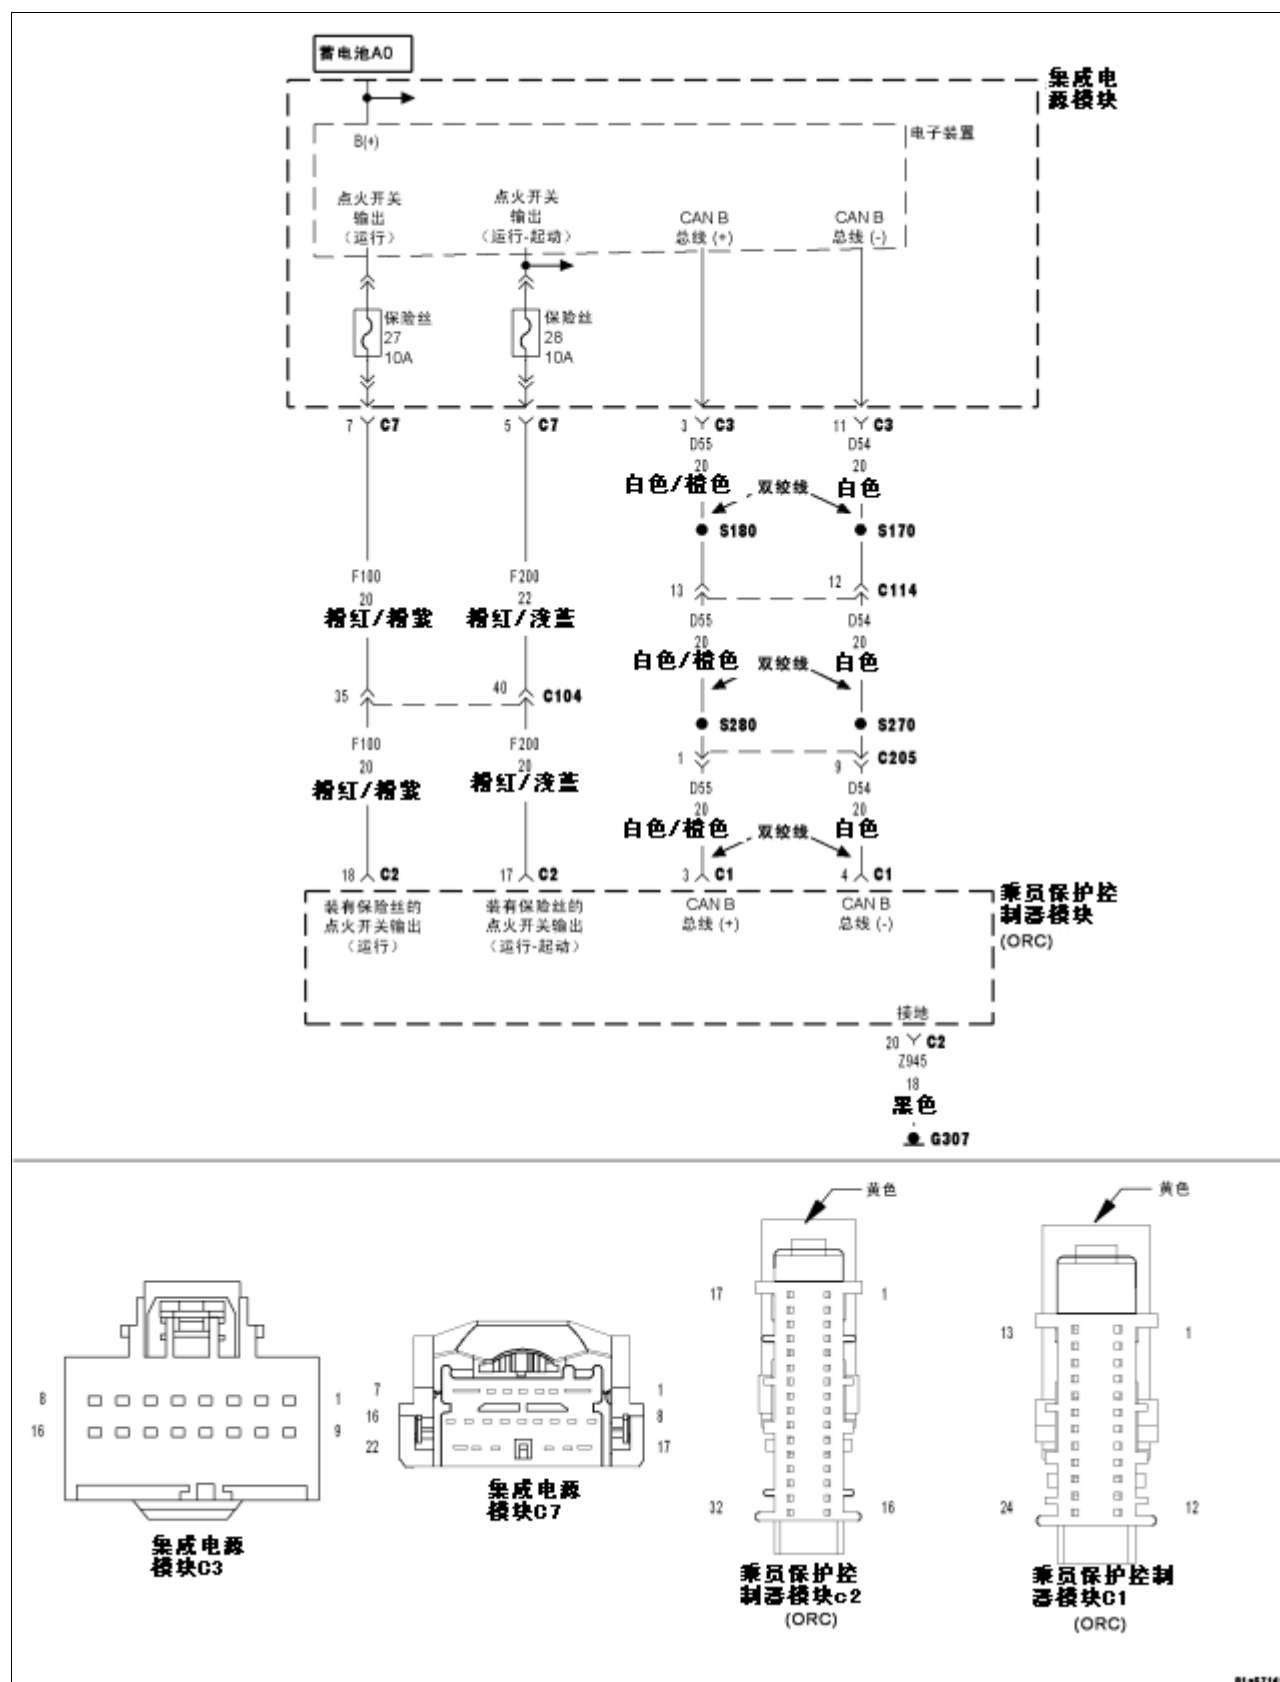 蓄电池A0
集成电
源模块
B(+)
电子装置
点火开关
输出
（运行）
点火开关
输出
（运行-起动）
CAN B
总线 (+)
CAN B
总线 (-)
保险丝
27
10A
保险丝
28
10A
7 C7
5 C7
3 C3
11 C3
D55
20
白色/橙色
双绞线
D54
20
白色
S180
S170
F100
20
粉红/粉紫
F200
22
粉红/浅蓝
13
12
C114
D55
20
白色/橙色
双绞线
D54
20
白色
35
40
C104
S280
S270
F100
20
粉红/粉紫
F200
20
粉红/浅蓝
1
9
C205
D55
20
白色/橙色
双绞线
D54
20
白色
18 C2
17 C2
3 C1
4 C1
装有保险丝的
点火开关输出
（运行）
装有保险丝的
点火开关输出
（运行-起动）
CAN B
总线 (+)
CAN B
总线 (-)
乘员保护控
制器模块
(ORC)
接地
20 C2
Z945
18
黑色
G307
8
1
16
9
集成电源
模块C3
7
1
16
8
22
17
集成电源
模块C7
黄色
17
1
32
16
乘员保护控
制器模块c2
(ORC)
黄色
13
1
24
12
乘员保护控制
器模块C1
(ORC)